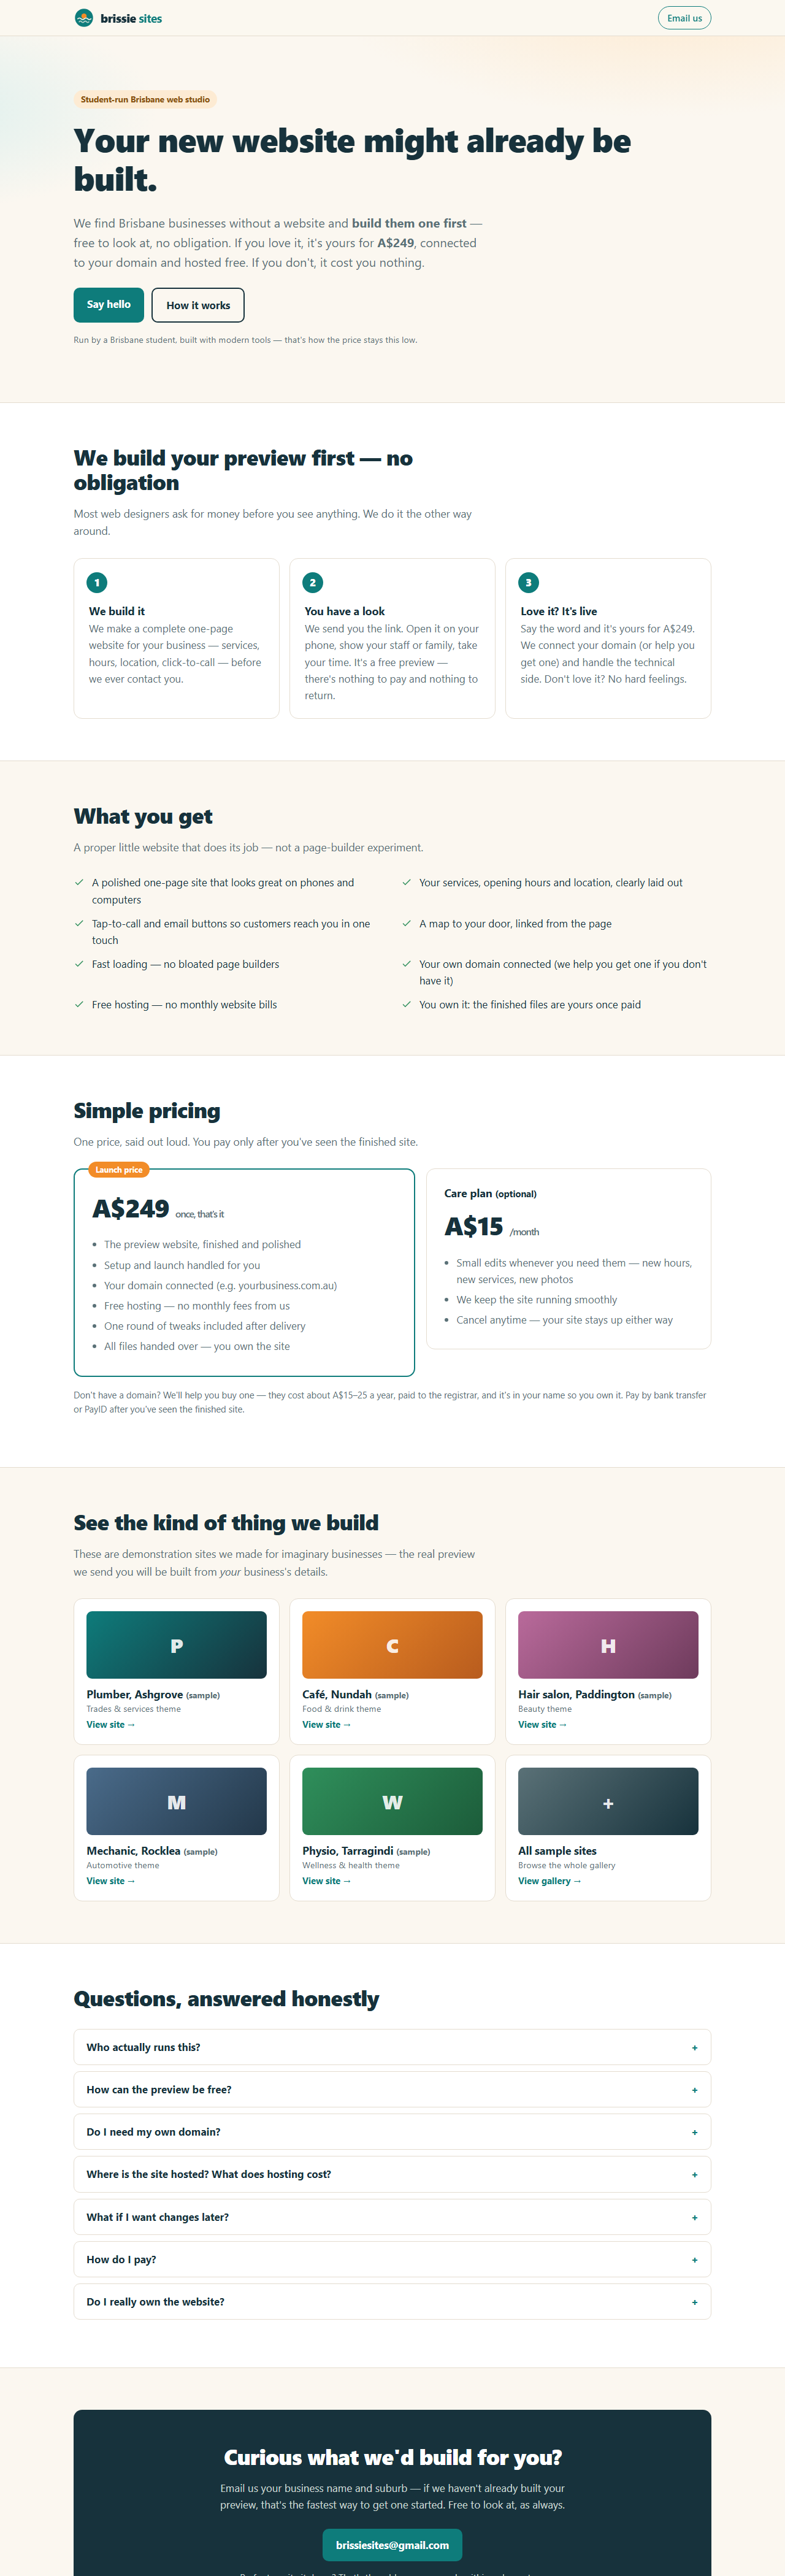 brissie sites
Email us
Student-run Brisbane web studio
Your new website might already be
built.
We find Brisbane businesses without a website and build them one first —
free to look at, no obligation. If you love it, it's yours for A$249, connected
to your domain and hosted free. If you don't, it cost you nothing.
Say hello
How it works
Run by a Brisbane student, built with modern tools — that's how the price stays this low.
We build your preview first — no
obligation
Most web designers ask for money before you see anything. We do it the other way
around.
1
We build it
We make a complete one-page
website for your business — services,
hours, location, click-to-call — before
we ever contact you.
2
You have a look
We send you the link. Open it on your
phone, show your staff or family, take
your time. It's a free preview —
there's nothing to pay and nothing to
return.
3
Love it? It's live
Say the word and it's yours for A$249.
We connect your domain (or help you
get one) and handle the technical
side. Don't love it? No hard feelings.
What you get
A proper little website that does its job — not a page-builder experiment.
✓ A polished one-page site that looks great on phones and
computers
✓ Your services, opening hours and location, clearly laid out
✓ Tap-to-call and email buttons so customers reach you in one
touch
✓ A map to your door, linked from the page
✓ Fast loading — no bloated page builders
✓ Your own domain connected (we help you get one if you don't
have it)
✓ Free hosting — no monthly website bills
✓ You own it: the finished files are yours once paid
Simple pricing
One price, said out loud. You pay only after you've seen the finished site.
Launch price
A$249 once, that's it
• The preview website, finished and polished
• Setup and launch handled for you
• Your domain connected (e.g. yourbusiness.com.au)
• Free hosting — no monthly fees from us
• One round of tweaks included after delivery
• All files handed over — you own the site
Care plan (optional)
A$15 /month
• Small edits whenever you need them — new hours,
new services, new photos
• We keep the site running smoothly
• Cancel anytime — your site stays up either way
Don't have a domain? We'll help you buy one — they cost about A$15–25 a year, paid to the registrar, and it's in your name so you own it. Pay by bank transfer
or PayID after you've seen the finished site.
See the kind of thing we build
These are demonstration sites we made for imaginary businesses — the real preview
we send you will be built from your business's details.
P
Plumber, Ashgrove (sample)
Trades & services theme
View site →
C
Café, Nundah (sample)
Food & drink theme
View site →
H
Hair salon, Paddington (sample)
Beauty theme
View site →
M
Mechanic, Rocklea (sample)
Automotive theme
View site →
W
Physio, Tarragindi (sample)
Wellness & health theme
View site →
+
All sample sites
Browse the whole gallery
View gallery →
Questions, answered honestly
Who actually runs this? +
How can the preview be free? +
Do I need my own domain? +
Where is the site hosted? What does hosting cost? +
What if I want changes later? +
How do I pay? +
Do I really own the website? +
Curious what we'd build for you?
Email us your business name and suburb — if we haven't already built your
preview, that's the fastest way to get one started. Free to look at, as always.
brissiesites@gmail.com